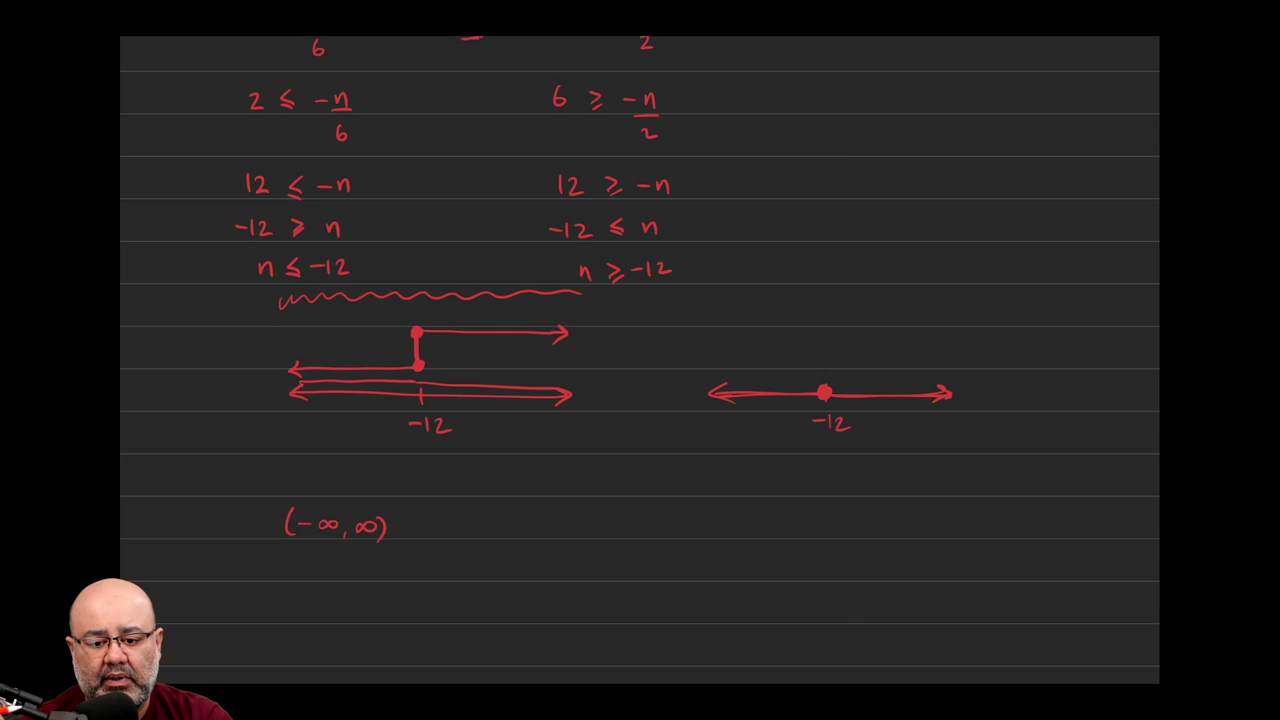 6 2
2 ≤ -n/6 6 ≥ -n/2
12 ≤ -n 12 ≥ -n
-12 ≥ n -12 ≤ n
n ≤ -12 n ≥ -12
-12 -12
(-∞, ∞)